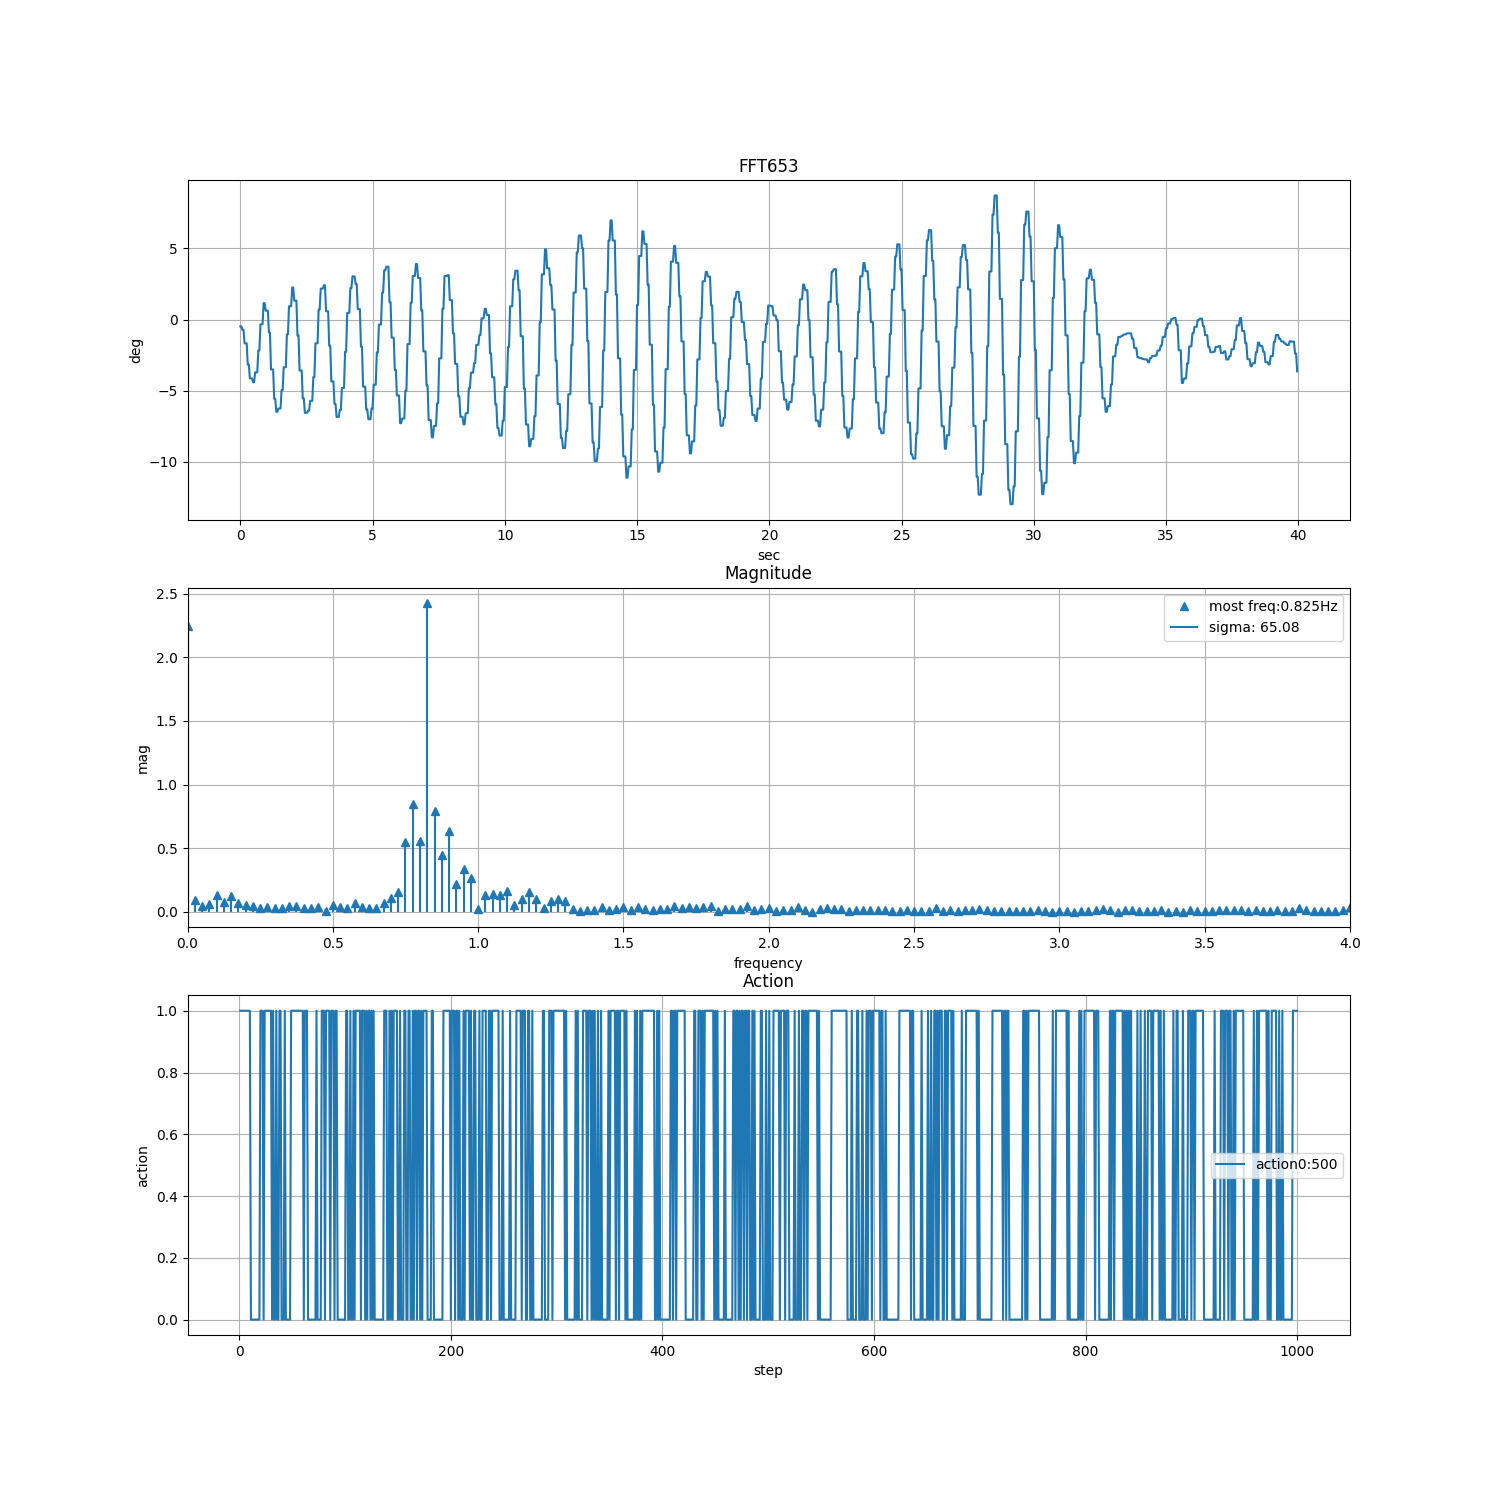 FFT653
deg
5
0
−5
−10
0 5 10 15 20 25 30 35 40
sec
Magnitude
mag
2.5
2.0
1.5
1.0
0.5
0.0
most freq:0.825Hz
sigma: 65.08
0.0 0.5 1.0 1.5 2.0 2.5 3.0 3.5 4.0
frequency
Action
action
1.0
0.8
0.6
0.4
0.2
0.0
action0:500
0 200 400 600 800 1000
step